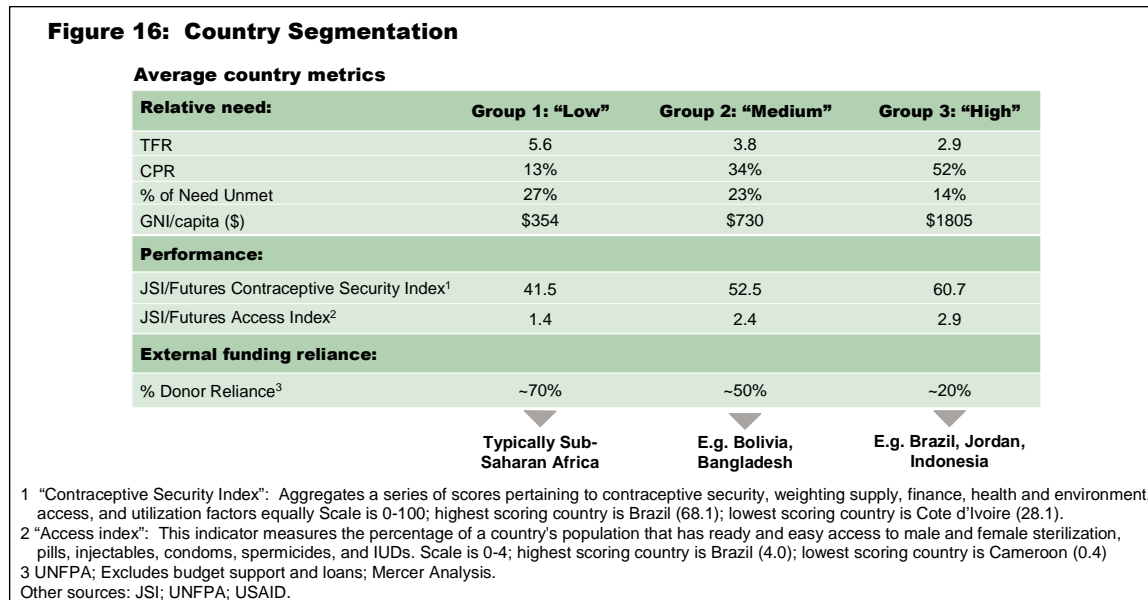 Figure 16: Country Segmentation
Average country metrics
Relative need: Group 1: “Low” Group 2: “Medium” Group 3: “High”
TFR 5.6 3.8 2.9
CPR 13% 34% 52%
% of Need Unmet 27% 23% 14%
GNI/capita ($) $354 $730 $1805
Performance:
JSI/Futures Contraceptive Security Index1 41.5 52.5 60.7
JSI/Futures Access Index2 1.4 2.4 2.9
External funding reliance:
% Donor Reliance3 ~70% ~50% ~20%
Typically Sub- E.g. Bolivia, E.g. Brazil, Jordan,
Saharan Africa Bangladesh Indonesia
1 “Contraceptive Security Index”: Aggregates a series of scores pertaining to contraceptive security, weighting supply, finance, health and environment,
access, and utilization factors equally Scale is 0-100; highest scoring country is Brazil (68.1); lowest scoring country is Cote d’Ivoire (28.1).
2 “Access index”: This indicator measures the percentage of a country's population that has ready and easy access to male and female sterilization,
pills, injectables, condoms, spermicides, and IUDs. Scale is 0-4; highest scoring country is Brazil (4.0); lowest scoring country is Cameroon (0.4)
3 UNFPA; Excludes budget support and loans; Mercer Analysis.
Other sources: JSI; UNFPA; USAID.